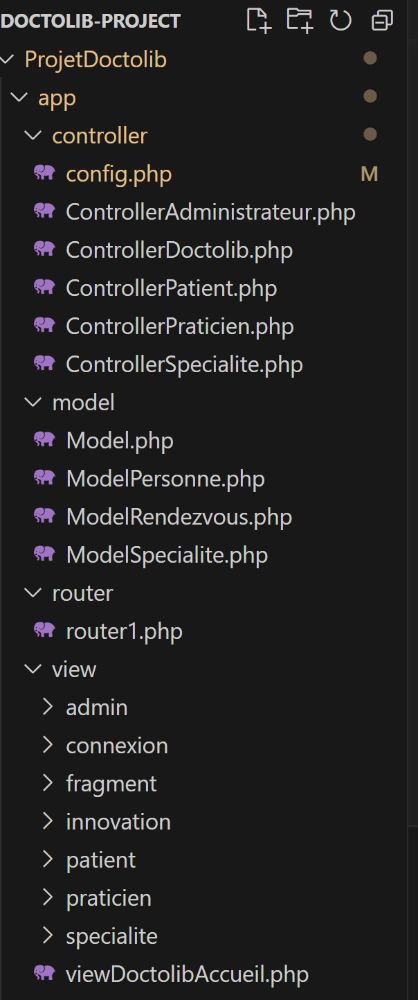 DOCTOLIB-PROJECT
ProjetDoctolib
app
controller
config.php M
ControllerAdministrateur.php
ControllerDoctolib.php
ControllerPatient.php
ControllerPraticien.php
ControllerSpecialite.php
model
Model.php
ModelPersonne.php
ModelRendezvous.php
ModelSpecialite.php
router
router1.php
view
admin
connexion
fragment
innovation
patient
praticien
specialite
viewDoctolibAccueil.php